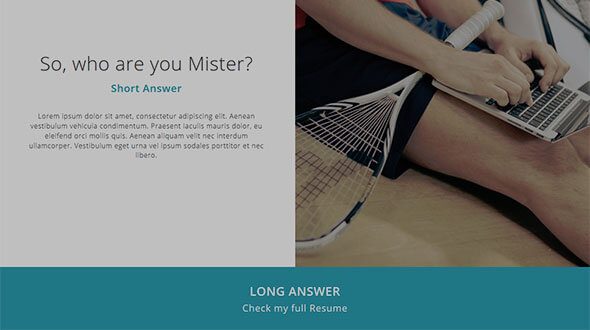 So, who are you Mister?
Short Answer
Lorem ipsum dolor sit amet, consectetur adipiscing elit. Aenean
vestibulum vehicula condimentum. Praesent iaculis mauris dolor, eu
eleifend orci mollis quis. Aenean aliquam velit nec interdum
ullamcorper. Vestibulum eget urna vel ipsum sodales porttitor et nec
libero.
LONG ANSWER
Check my full Resume